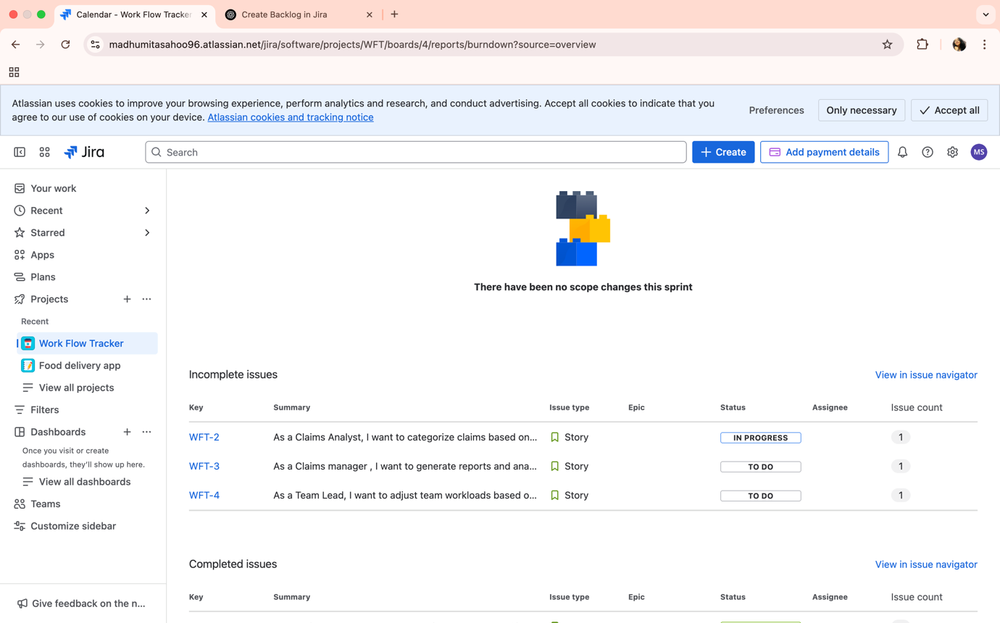 Calendar - Work Flow Tracker
Create Backlog in Jira
madhumitasahoo96.atlassian.net/jira/software/projects/WFT/boards/4/reports/burndown?source=overview
Atlassian uses cookies to improve your browsing experience, perform analytics and research, and conduct advertising. Accept all cookies to indicate that you
agree to our use of cookies on your device. Atlassian cookies and tracking notice
Preferences
Only necessary
Accept all
Jira
Search
Create
Add payment details
MS
Your work
Recent
Starred
Apps
Plans
Projects
Recent
Work Flow Tracker
Food delivery app
View all projects
Filters
Dashboards
Once you visit or create
dashboards, they'll show up here.
View all dashboards
Teams
Customize sidebar
Give feedback on the n...
There have been no scope changes this sprint
Incomplete issues
View in issue navigator
Key Summary Issue type Epic Status Assignee Issue count
WFT-2 As a Claims Analyst, I want to categorize claims based on... Story IN PROGRESS 1
WFT-3 As a Claims manager , I want to generate reports and ana... Story TO DO 1
WFT-4 As a Team Lead, I want to adjust team workloads based o... Story TO DO 1
Completed issues
View in issue navigator
Key Summary Issue type Epic Status Assignee Issue count